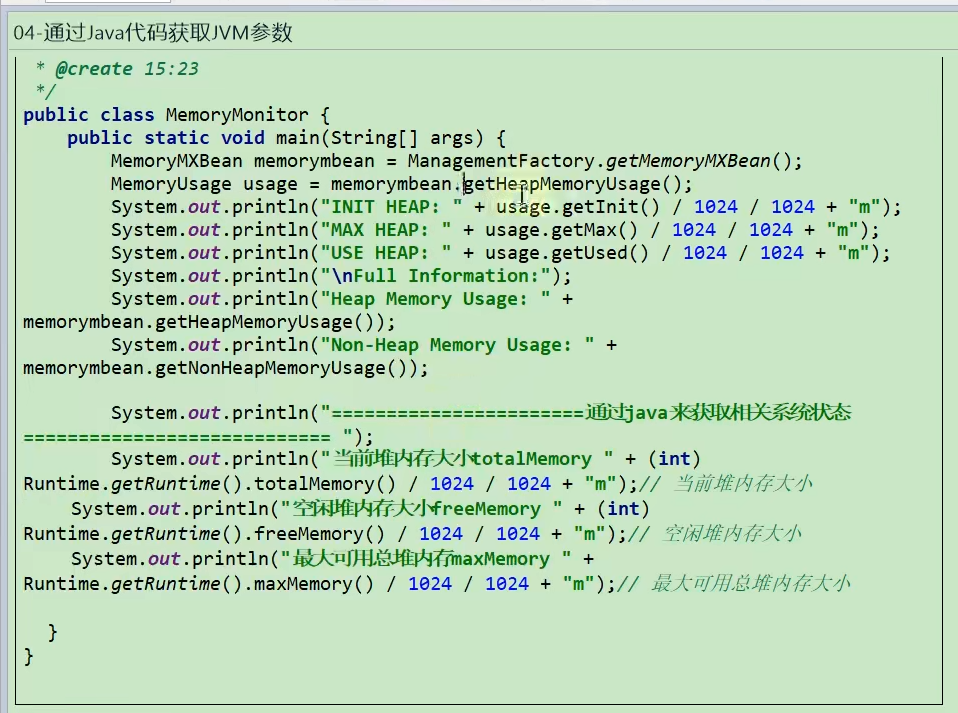 04-通过Java代码获取JVM参数
* @create 15:23
*/
public class MemoryMonitor {
public static void main(String[] args) {
MemoryMXBean memorymbean = ManagementFactory.getMemoryMXBean();
MemoryUsage usage = memorymbean.getHeapMemoryUsage();
System.out.println("INIT HEAP: " + usage.getInit() / 1024 / 1024 + "m");
System.out.println("MAX HEAP: " + usage.getMax() / 1024 / 1024 + "m");
System.out.println("USE HEAP: " + usage.getUsed() / 1024 / 1024 + "m");
System.out.println("\nFull Information:");
System.out.println("Heap Memory Usage: " +
memorymbean.getHeapMemoryUsage());
System.out.println("Non-Heap Memory Usage: " +
memorymbean.getNonHeapMemoryUsage());
System.out.println("=======================通过java来获取相关系统状态
============================ ");
System.out.println("当前堆内存大小totalMemory " + (int)
Runtime.getRuntime().totalMemory() / 1024 / 1024 + "m");// 当前堆内存大小
System.out.println("空闲堆内存大小freeMemory " + (int)
Runtime.getRuntime().freeMemory() / 1024 / 1024 + "m");// 空闲堆内存大小
System.out.println("最大可用总堆内存maxMemory " +
Runtime.getRuntime().maxMemory() / 1024 / 1024 + "m");// 最大可用总堆内存大小
}
}